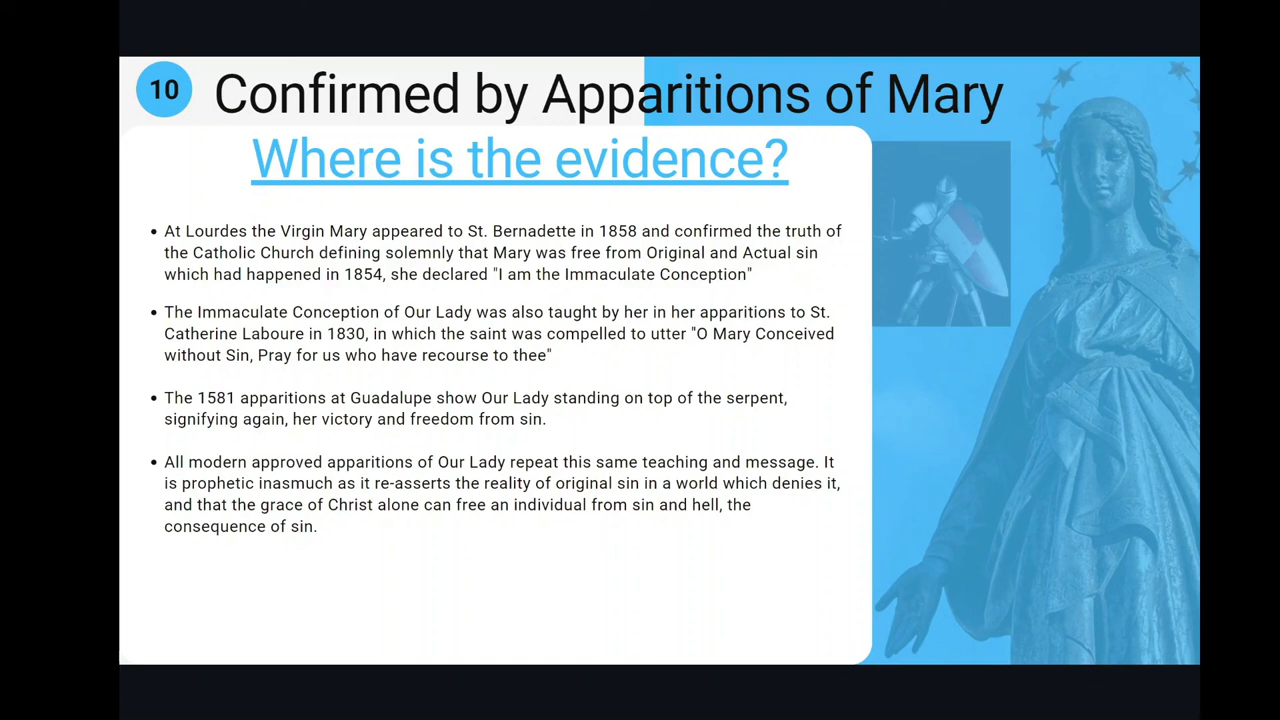 10
Confirmed by Apparitions of Mary
Where is the evidence?
• At Lourdes the Virgin Mary appeared to St. Bernadette in 1858 and confirmed the truth of
the Catholic Church defining solemnly that Mary was free from Original and Actual sin
which had happened in 1854, she declared "I am the Immaculate Conception"
• The Immaculate Conception of Our Lady was also taught by her in her apparitions to St.
Catherine Laboure in 1830, in which the saint was compelled to utter "O Mary Conceived
without Sin, Pray for us who have recourse to thee"
• The 1581 apparitions at Guadalupe show Our Lady standing on top of the serpent,
signifying again, her victory and freedom from sin.
• All modern approved apparitions of Our Lady repeat this same teaching and message. It
is prophetic inasmuch as it re-asserts the reality of original sin in a world which denies it,
and that the grace of Christ alone can free an individual from sin and hell, the
consequence of sin.